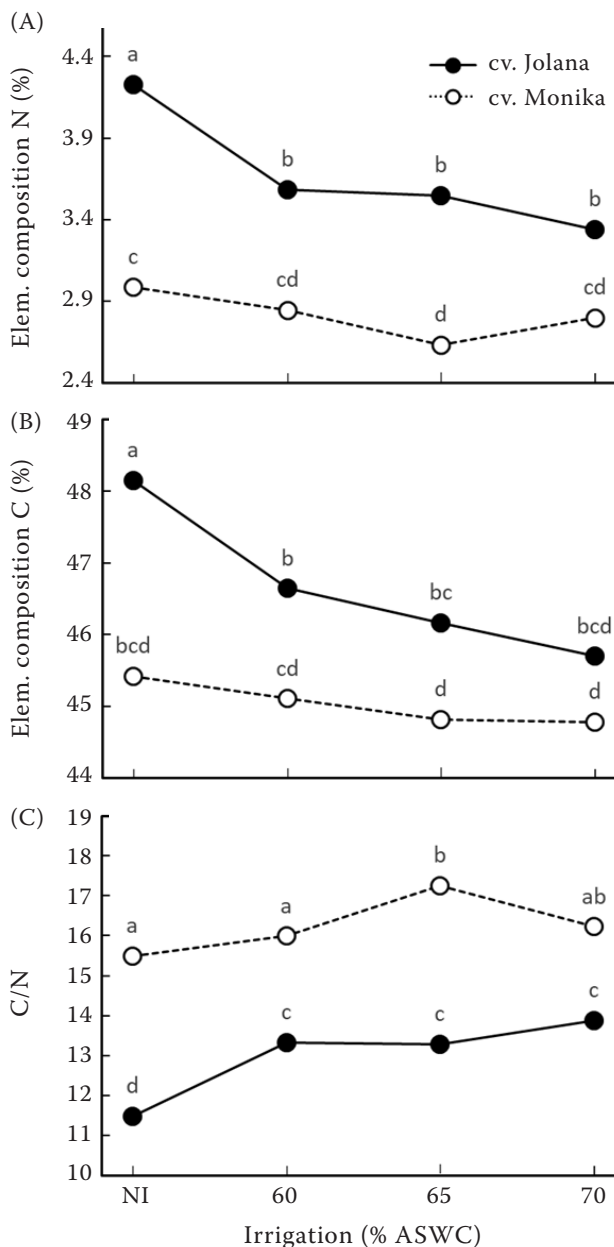 (A)
Elem. composition N (%)
4.4
3.9
3.4
2.9
2.4
a
b
b
b
c
cd
d
cd
cv. Jolana
cv. Monika
(B)
Elem. composition C (%)
49
48
47
46
45
44
a
b
bc
bcd
bcd
cd
d
d
(C)
C/N
19
18
17
16
15
14
13
12
11
10
a
a
b
ab
d
c
c
c
NI 60 65 70
Irrigation (% ASWC)